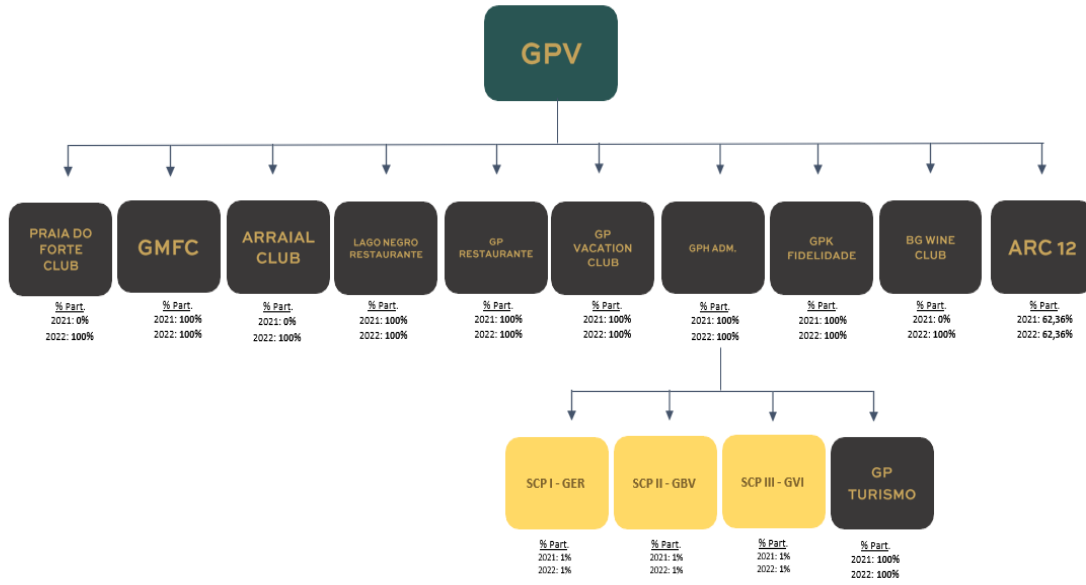 GPV
PRAIA DO
FORTE
CLUB
% Part.
2021: 0%
2022: 100%
GMFC
% Part.
2021: 100%
2022: 100%
ARRAIAL
CLUB
% Part.
2021: 0%
2022: 100%
LAGO NEGRO
RESTAURANTE
% Part.
2021: 100%
2022: 100%
GP
RESTAURANTE
% Part.
2021: 100%
2022: 100%
GP
VACATION
CLUB
% Part.
2021: 100%
2022: 100%
GPH ADM.
% Part.
2021: 100%
2022: 100%
GPK
FIDELIDADE
% Part.
2021: 100%
2022: 100%
BG WINE
CLUB
% Part.
2021: 0%
2022: 100%
ARC 12
% Part.
2021: 62,36%
2022: 62,36%
SCP I - GER
% Part.
2021: 1%
2022: 1%
SCP II - GBV
% Part.
2021: 1%
2022: 1%
SCP III - GVI
% Part.
2021: 1%
2022: 1%
GP
TURISMO
% Part.
2021: 100%
2022: 100%